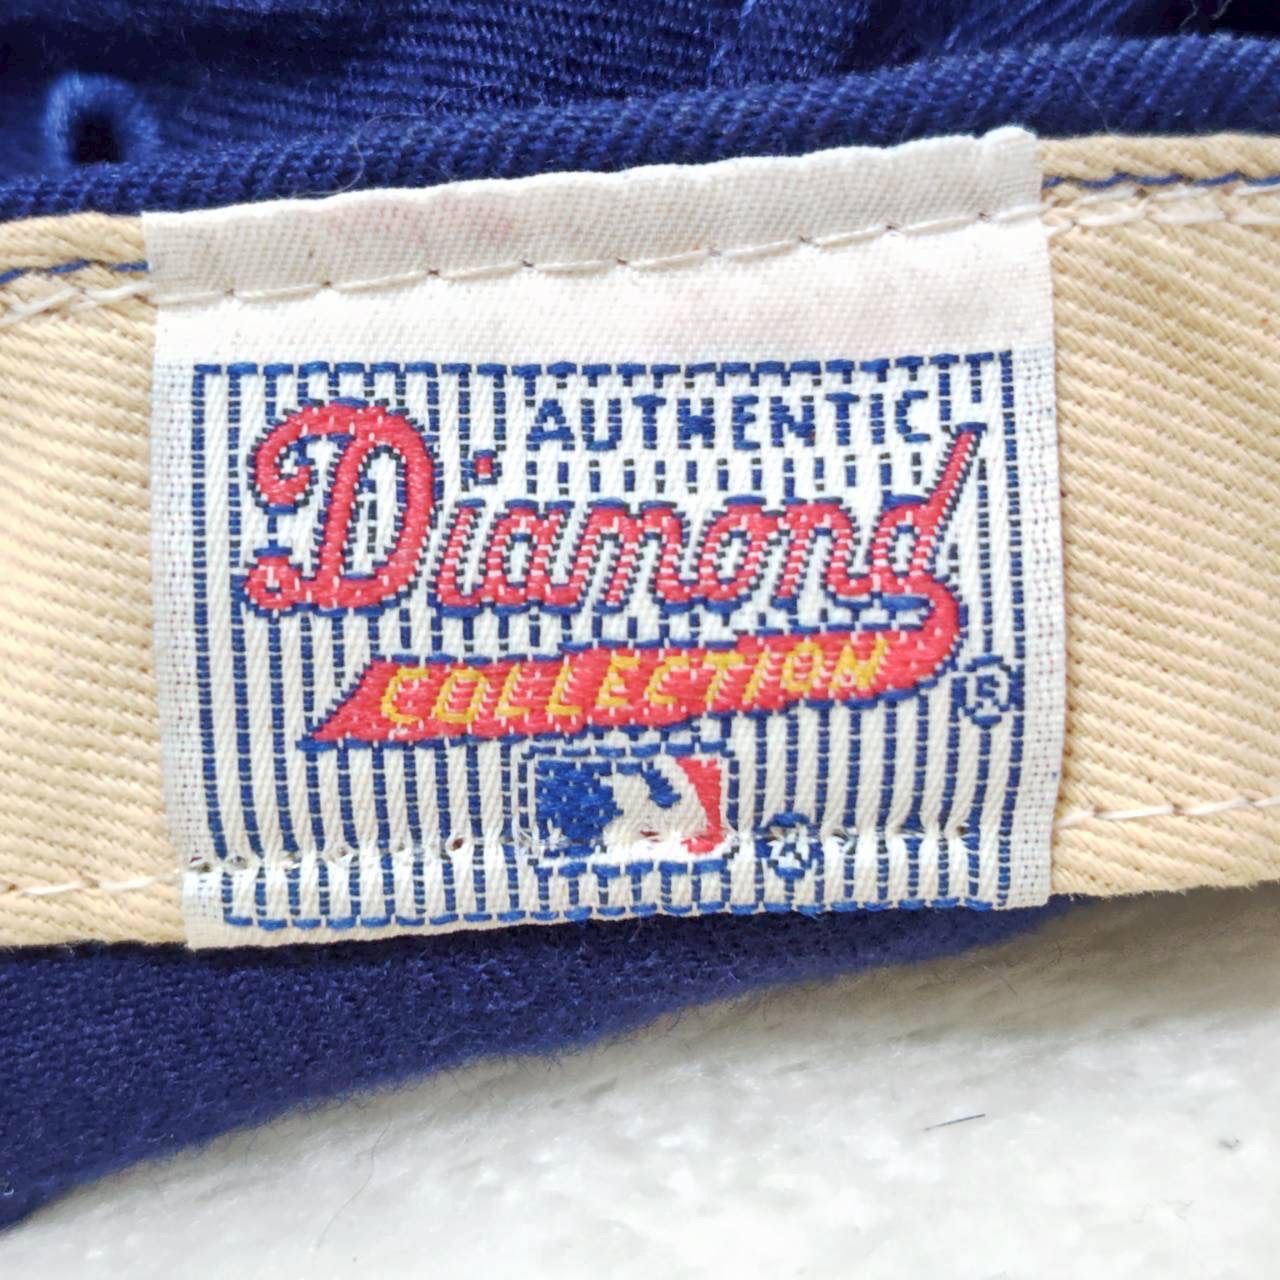 AUTHENTIC
Diamond
COLLECTION
®